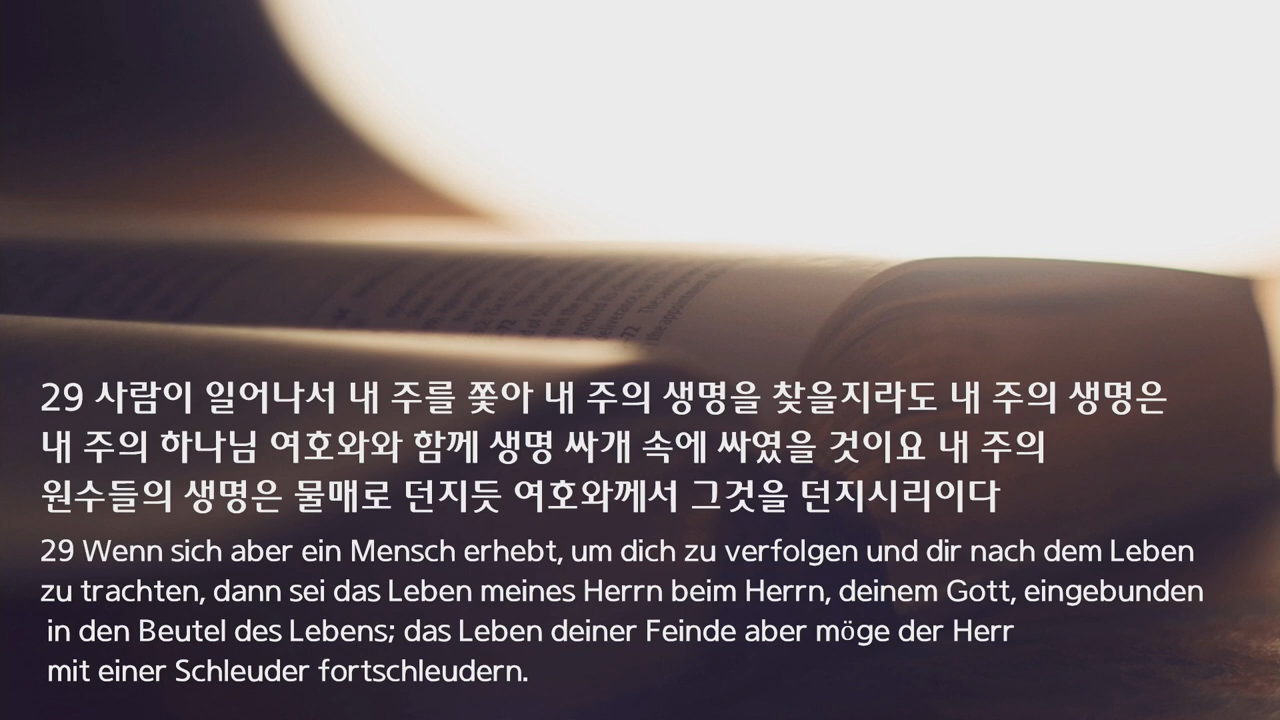 29 사람이 일어나서 내 주를 쫓아 내 주의 생명을 찾을지라도 내 주의 생명은
내 주의 하나님 여호와와 함께 생명 싸개 속에 싸였을 것이요 내 주의
원수들의 생명은 물매로 던지듯 여호와께서 그것을 던지시리이다
29 Wenn sich aber ein Mensch erhebt, um dich zu verfolgen und dir nach dem Leben
zu trachten, dann sei das Leben meines Herrn beim Herrn, deinem Gott, eingebunden
in den Beutel des Lebens; das Leben deiner Feinde aber möge der Herr
mit einer Schleuder fortschleudern.